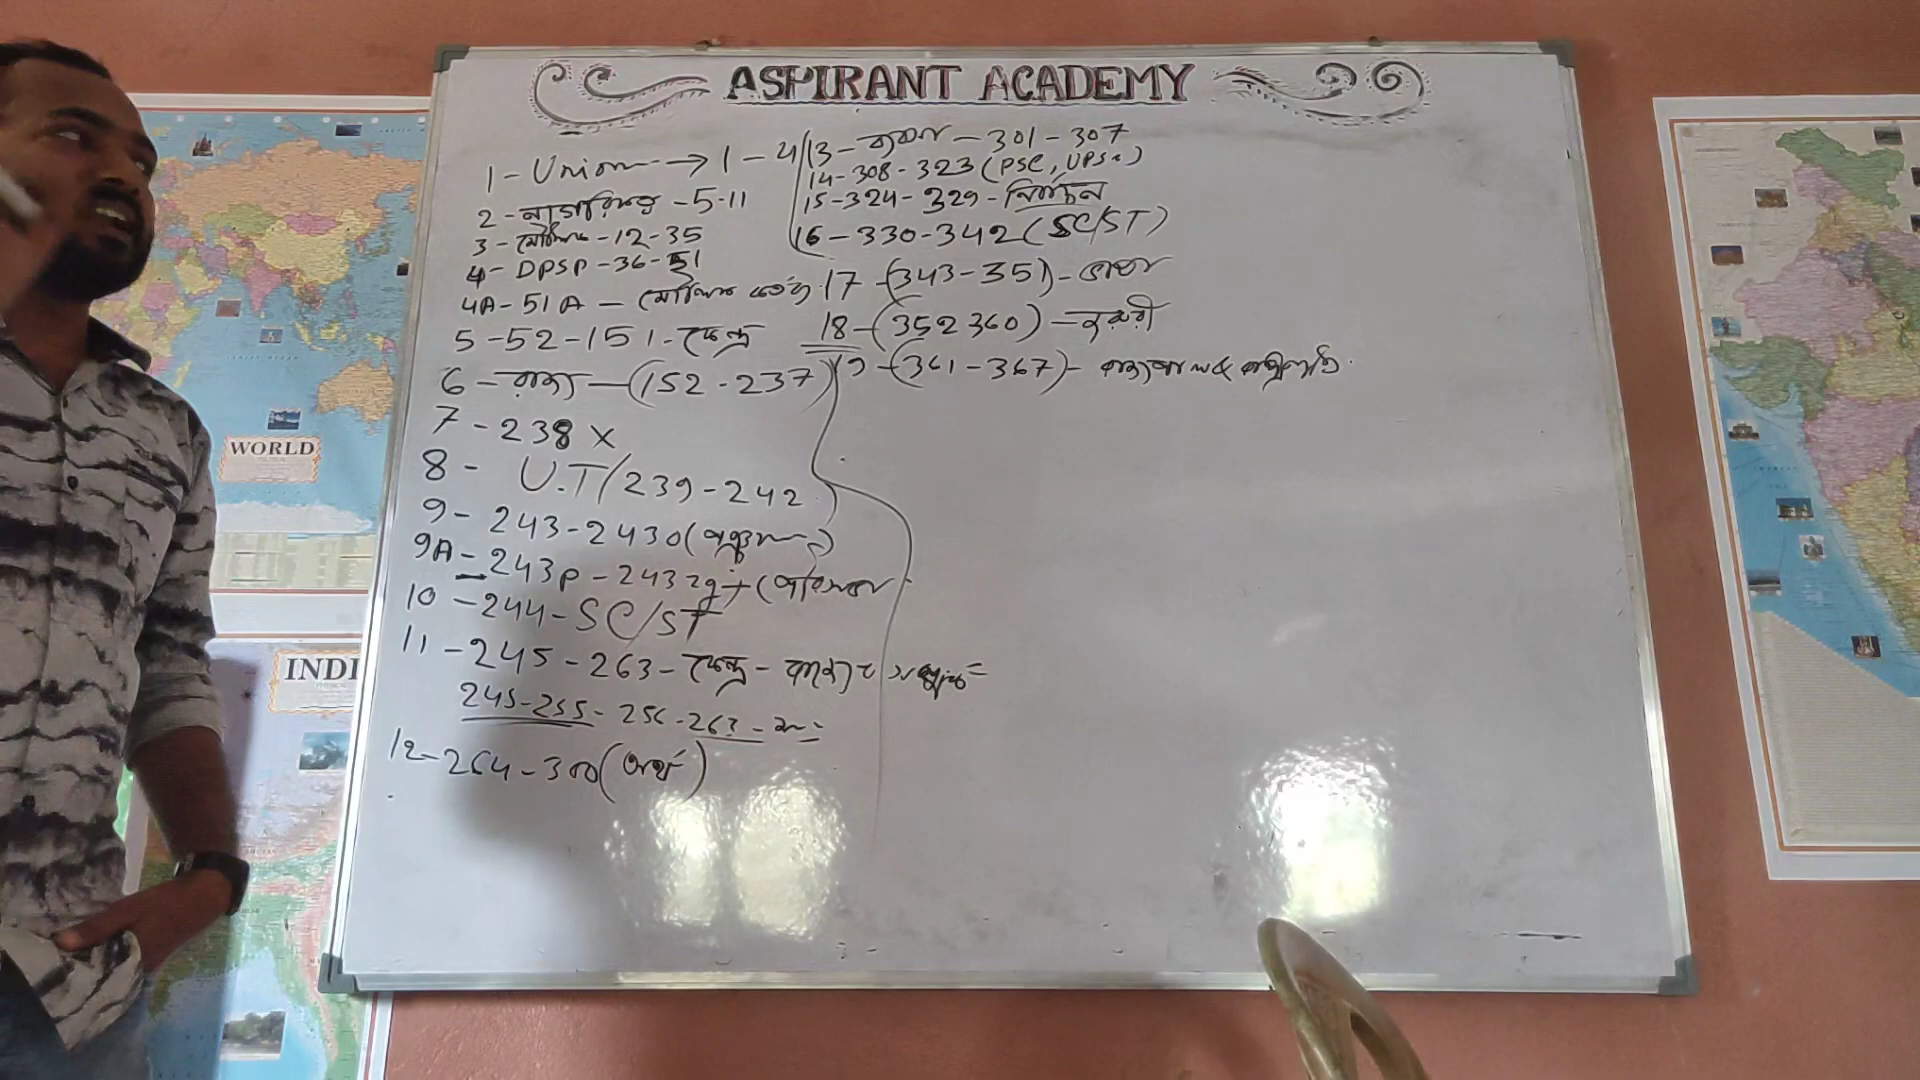 ASPIRANT ACADEMY
1 - Union → 1 - 4
2 - নাগরিকত্ব - 5-11
3 - মৌলিক - 12-35
4 - DPSP - 36-51
4A - 51A - মৌলিক কর্তব্য
5 - 52 - 151 - কেন্দ্র
6 - রাজ্য - (152 - 237)
7 - 238 X
8 - U.T/239-242
9 - 243 - 243O (পঞ্চায়েত)
9A - 243P - 243Zg → (পৌরসভা
10 - 244 - SC/ST
11 - 245 - 263 - কেন্দ্র - রাজ্য
245-255 - 256-263 -
12 - 264 - 300 (অর্থ)
13 - - 301 - 307
14 - 308 - 323 (PSC, UPSC)
15 - 324 - 329 - নির্বাচন
16 - 330-342 (SC/ST)
17 - (343-351) - ভাষা
18 - (352 360) - জরুরী
19 - (361 - 367) -
WORLD
INDI